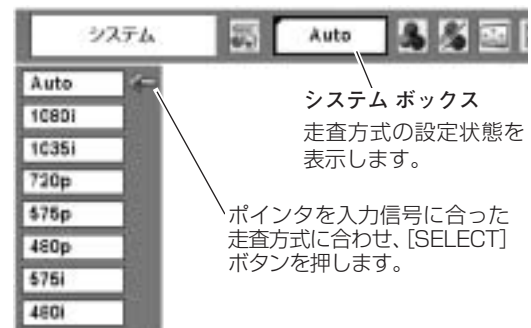 システム
Auto
Auto
1080i
1035i
720p
575p
480p
575i
480i
システム ボックス
走査方式の設定状態を
表示します。
ポインタを入力信号に合った
走査方式に合わせ、[SELECT]
ボタンを押します。